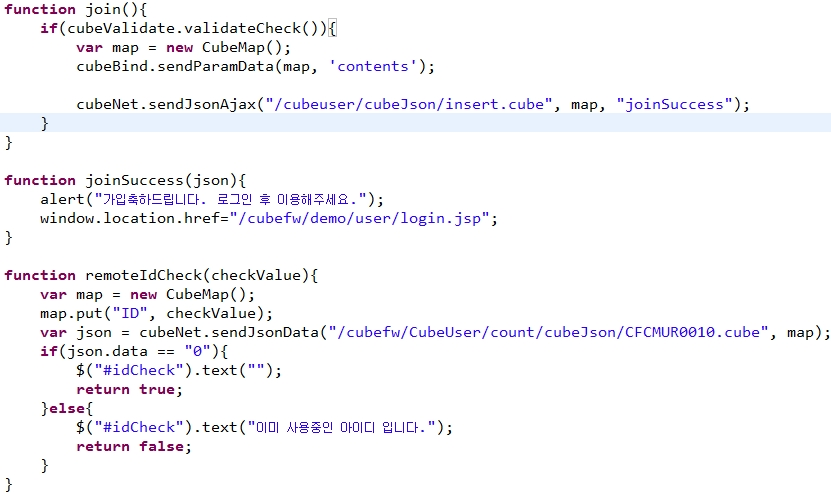 function join(){
    if(cubeValidate.validateCheck()){
        var map = new CubeMap();
        cubeBind.sendParamData(map, 'contents');

        cubeNet.sendJsonAjax("/cubeuser/cubeJson/insert.cube", map, "joinSuccess");
    }
}

function joinSuccess(json){
    alert("가입축하드립니다. 로그인 후 이용해주세요.");
    window.location.href="/cubefw/demo/user/login.jsp";
}

function remoteIdCheck(checkValue){
    var map = new CubeMap();
    map.put("ID", checkValue);
    var json = cubeNet.sendJsonData("/cubefw/CubeUser/count/cubeJson/CFCMUR0010.cube", map);
    if(json.data == "0"){
        $("#idCheck").text("");
        return true;
    }else{
        $("#idCheck").text("이미 사용중인 아이디 입니다.");
        return false;
    }
}